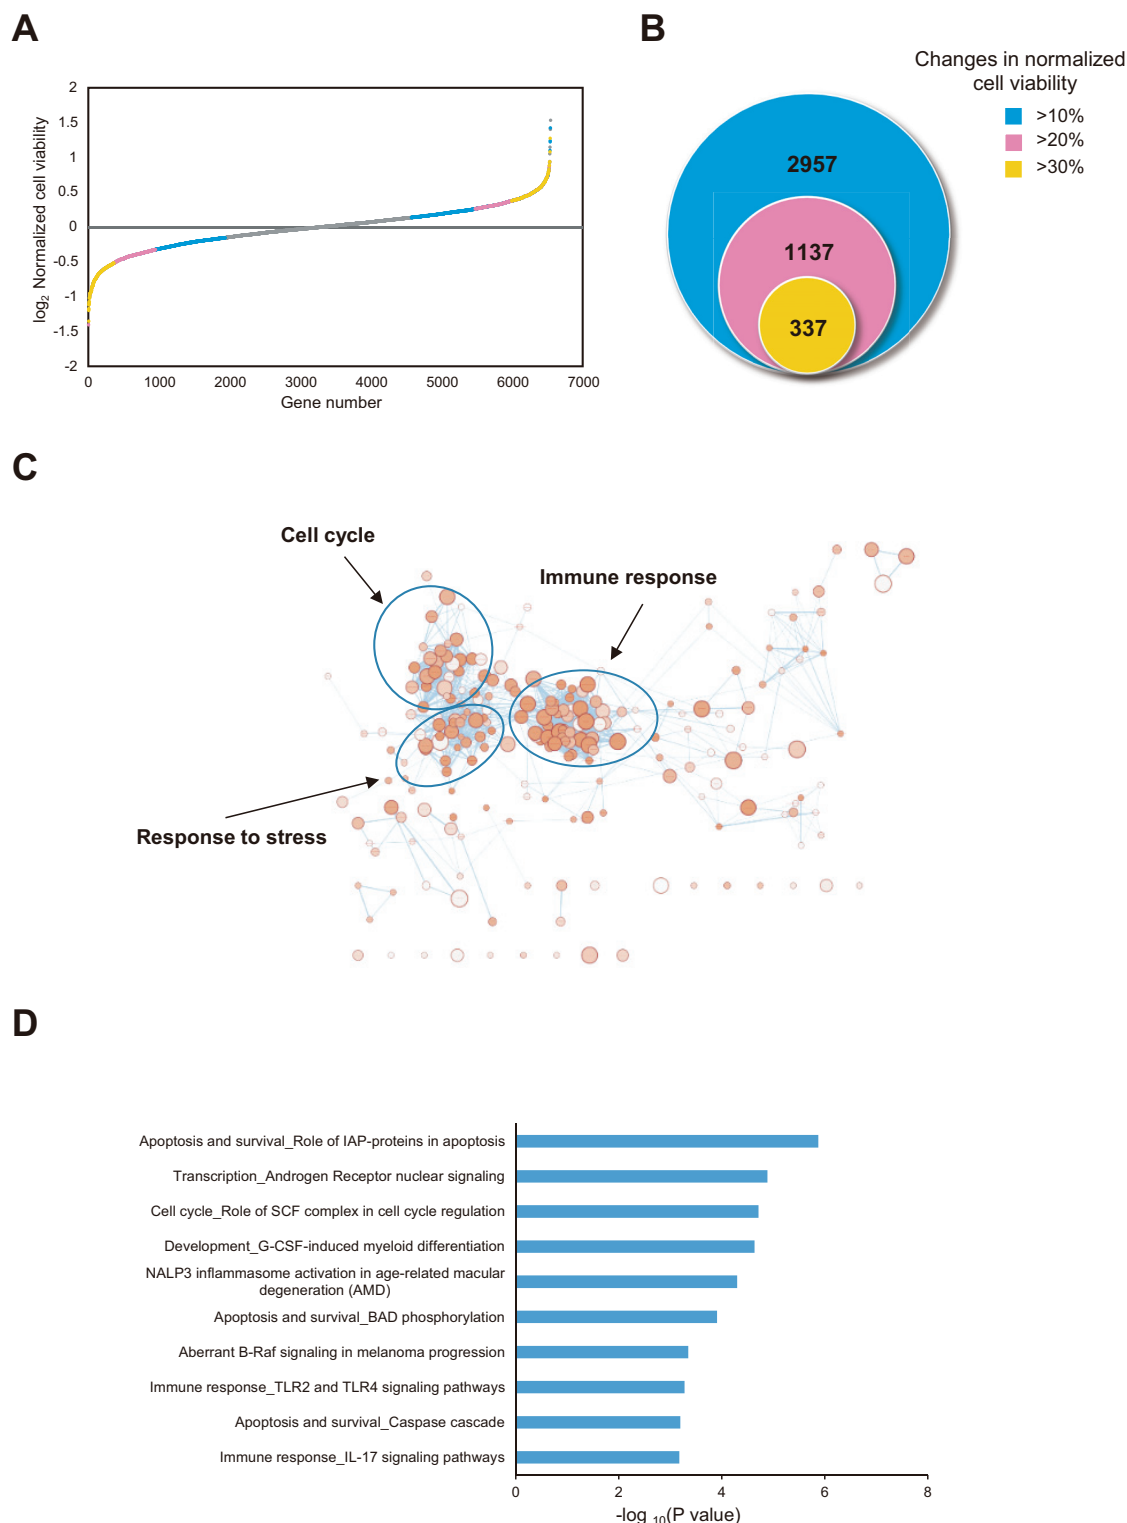 A
B
Changes in normalized
cell viability
>10%
>20%
>30%
2
1.5
1
0.5
0
-0.5
-1
-1.5
-2
log2 Normalized cell viability
0
1000
2000
3000
4000
5000
6000
7000
Gene number
2957
1137
337
C
Cell cycle
Immune response
Response to stress
D
Apoptosis and survival_Role of IAP-proteins in apoptosis
Transcription_Androgen Receptor nuclear signaling
Cell cycle_Role of SCF complex in cell cycle regulation
Development_G-CSF-induced myeloid differentiation
NALP3 inflammasome activation in age-related macular
degeneration (AMD)
Apoptosis and survival_BAD phosphorylation
Aberrant B-Raf signaling in melanoma progression
Immune response_TLR2 and TLR4 signaling pathways
Apoptosis and survival_Caspase cascade
Immune response_IL-17 signaling pathways
0
2
4
6
8
-log 10(P value)